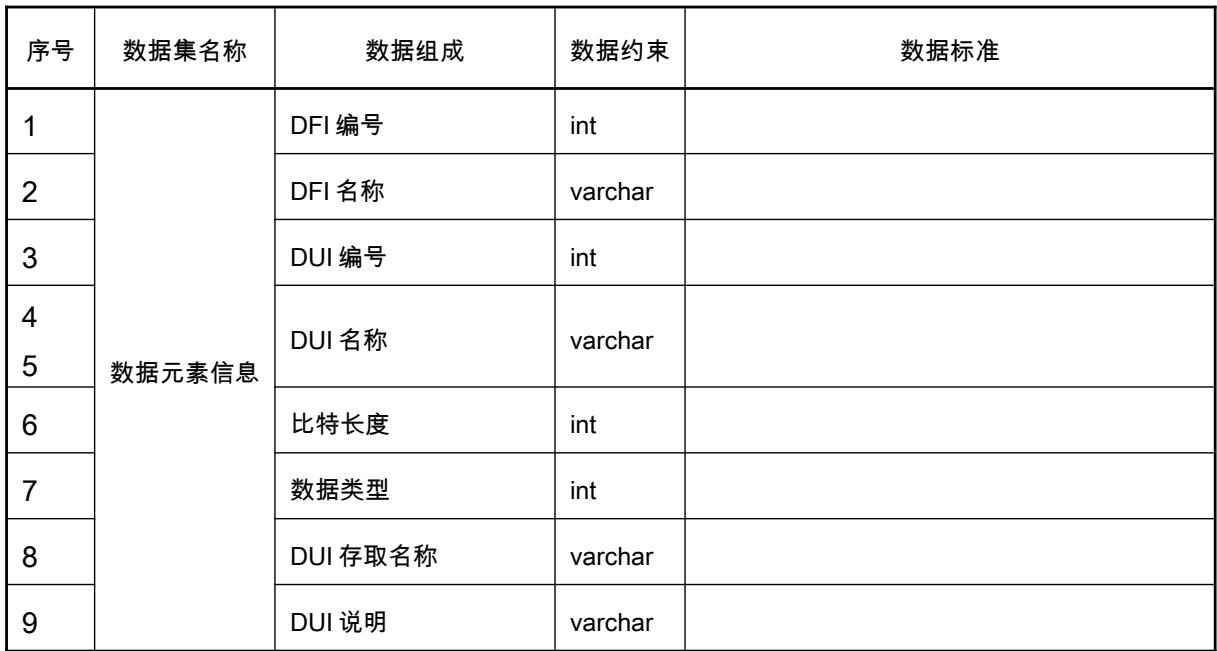 序号 数据集名称 数据组成 数据约束 数据标准
1 DFI 编号 int
2 DFI 名称 varchar
3 DUI 编号 int
4
DUI 名称 varchar
5
数据元素信息
6 比特长度 int
7 数据类型 int
8 DUI 存取名称 varchar
9 DUI 说明 varchar